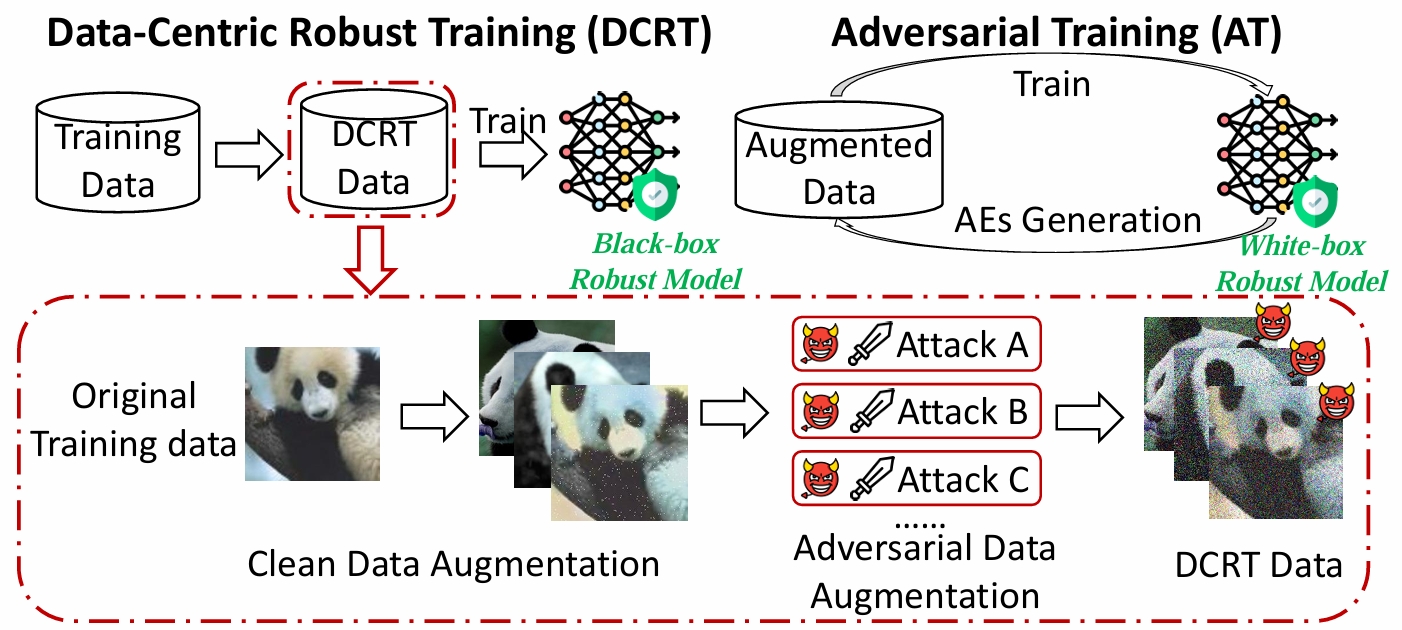 Data-Centric Robust Training (DCRT)
Training
Data
DCRT
Data
Train
Black-box
Robust Model
Adversarial Training (AT)
Train
Augmented
Data
AEs Generation
White-box
Robust Model
Original
Training data
Clean Data Augmentation
Attack A
Attack B
Attack C
......
Adversarial Data
Augmentation
DCRT Data